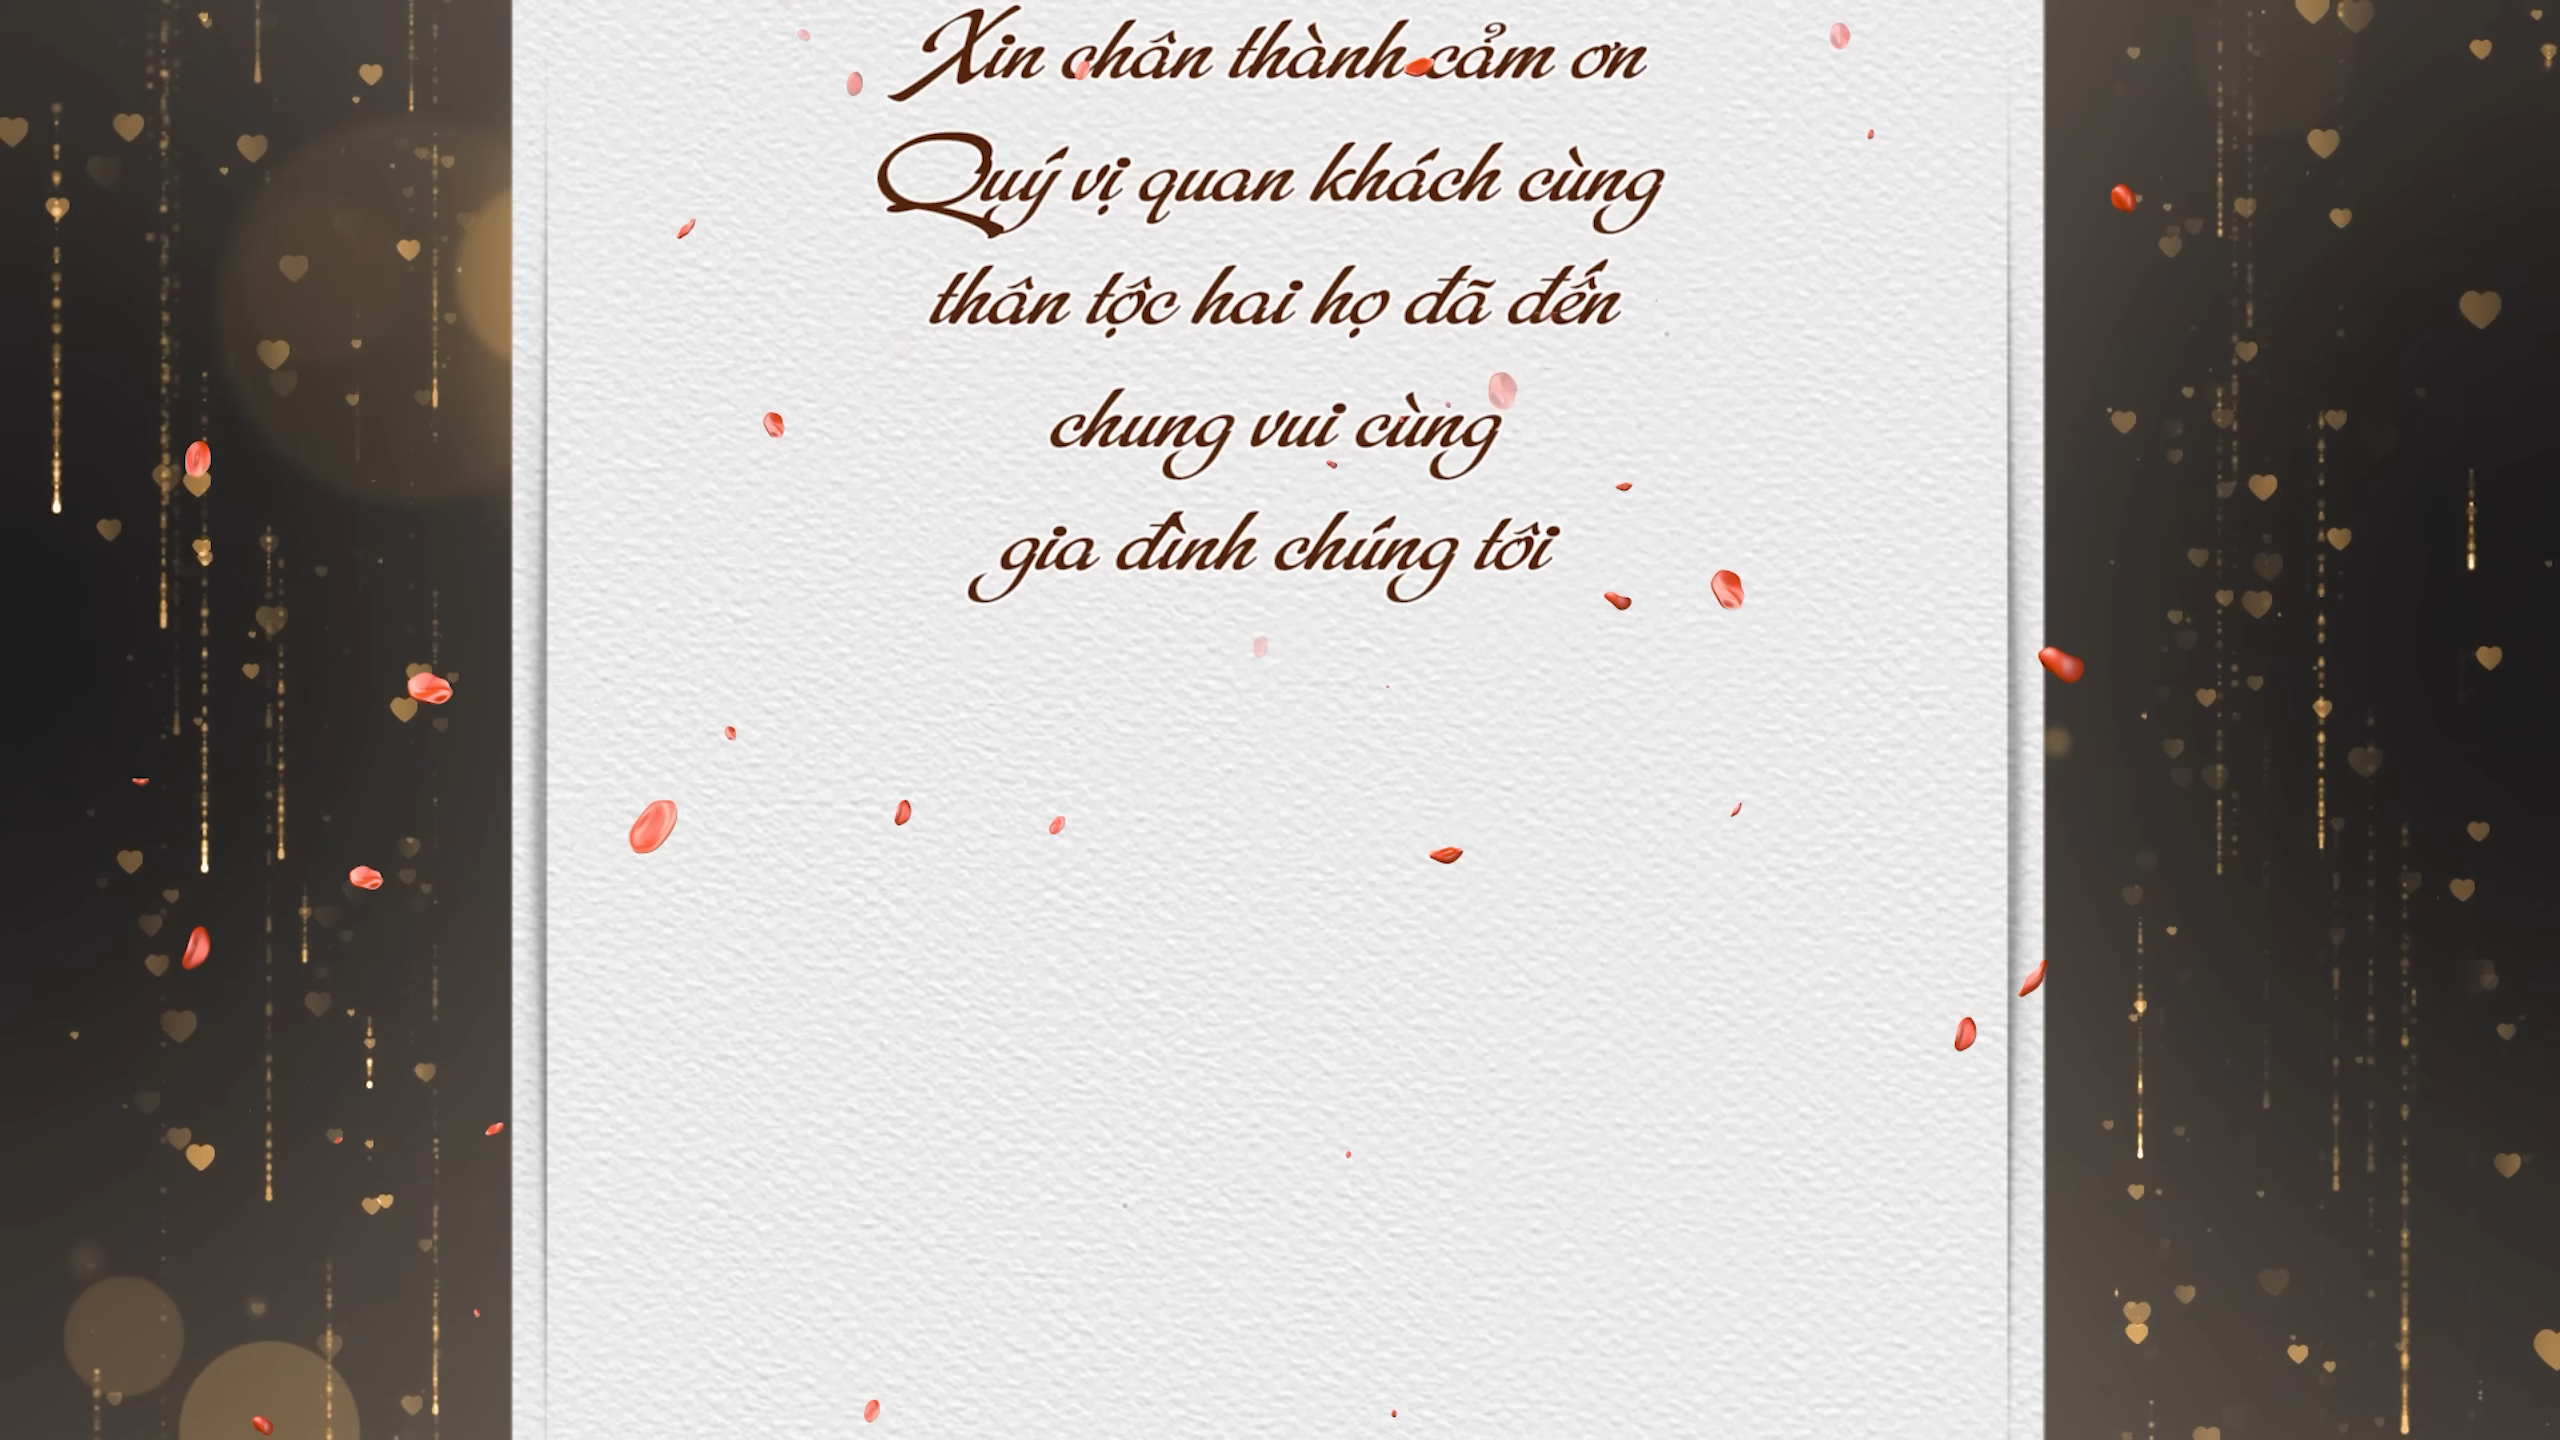 Xin chân thành cảm ơn
Quý vị quan khách cùng
thân tộc hai họ đã đến
chung vui cùng
gia đình chúng tôi